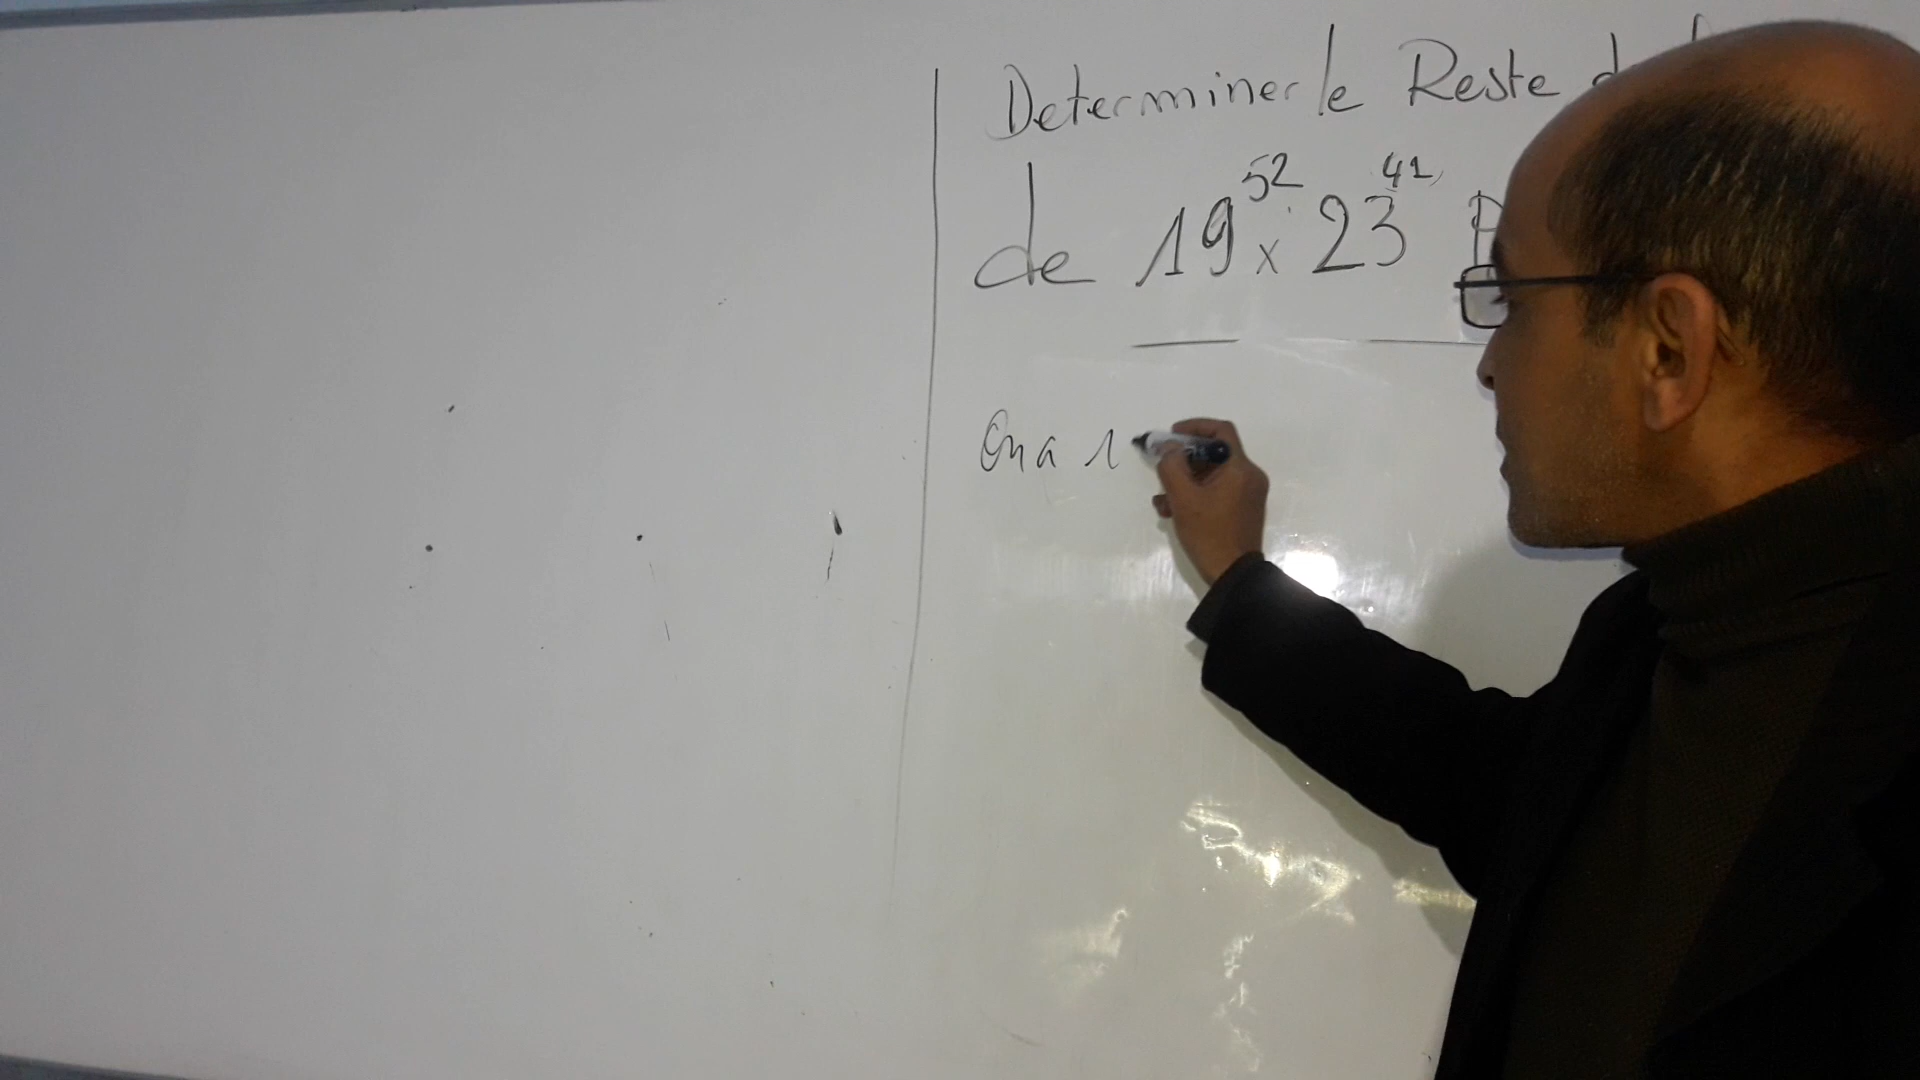 Determiner le Reste
de 19^52 x 23^41
On a 1